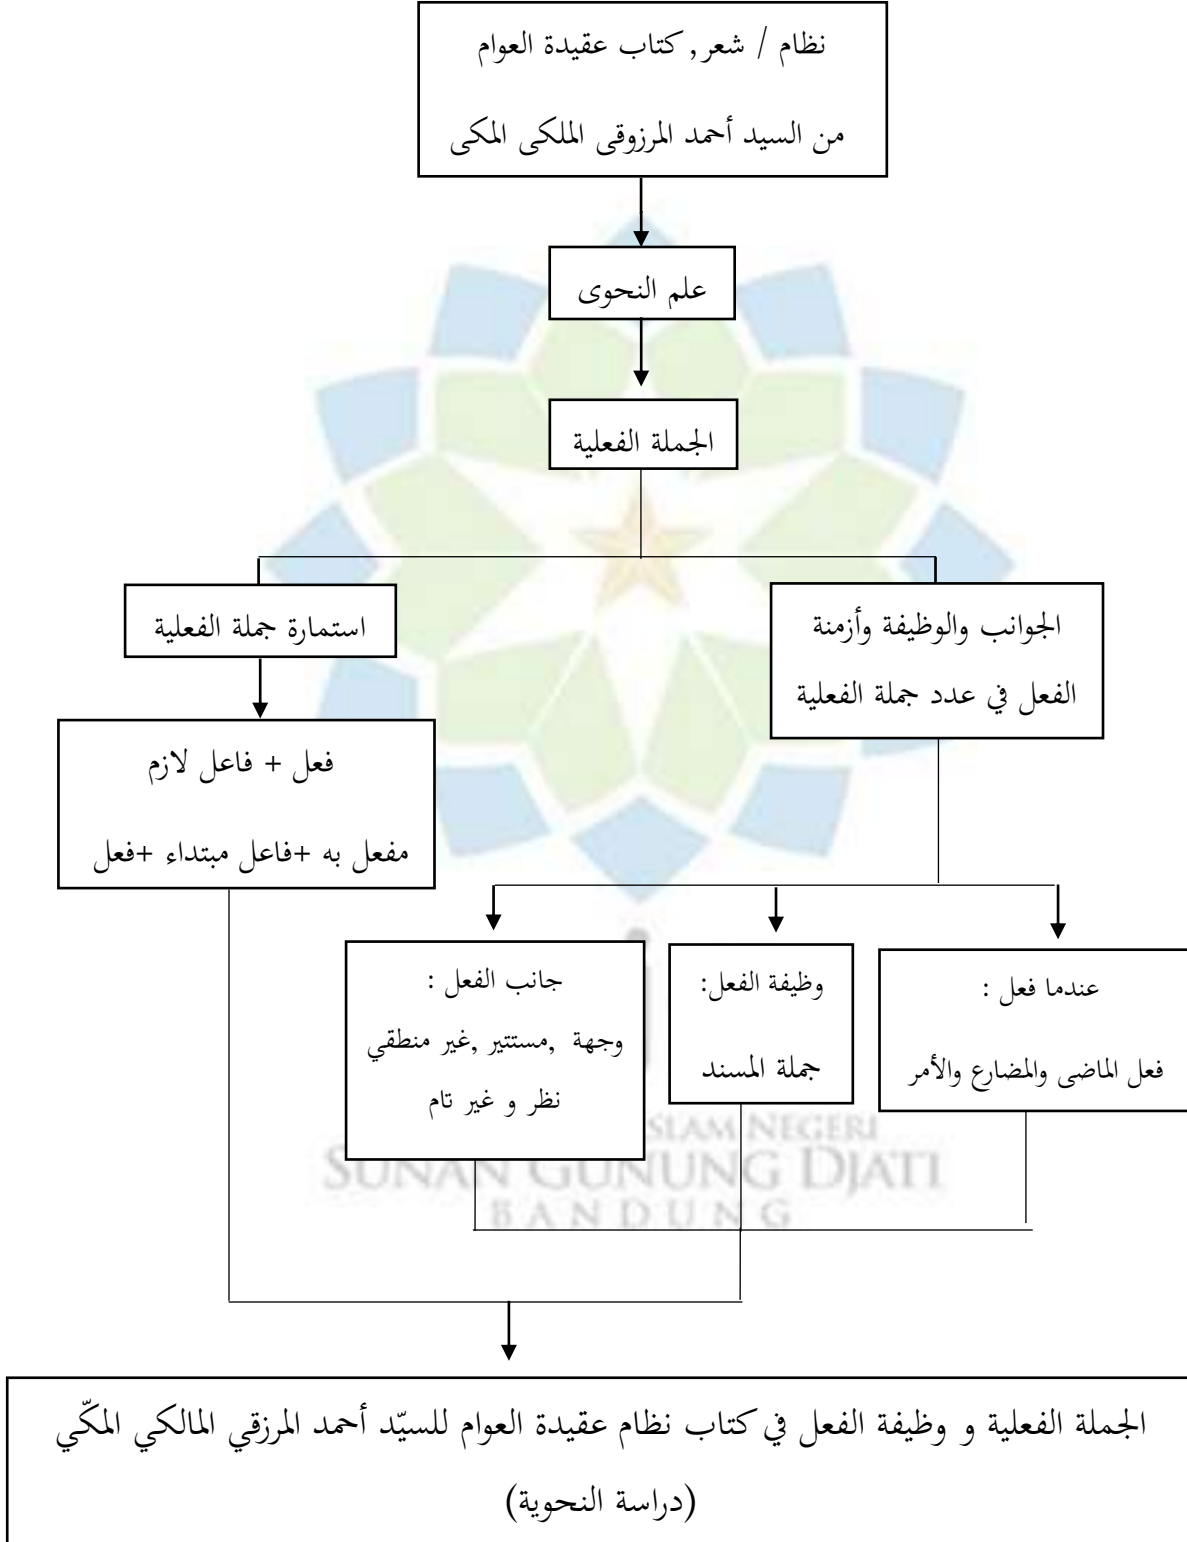 نظام / شعر, كتاب عقيدة العوام
من السيد أحمد المرزوقى الملكى المكى
علم النحوى
الجملة الفعلية
الجوانب والوظيفة وأزمنة
الفعل في عدد جملة الفعلية
استمارة جملة الفعلية
فعل + فاعل لازم
مفعل به +فاعل مبتداء +فعل
عندما فعل :
فعل الماضى والمضارع والأمر
وظيفة الفعل:
جملة المسند
جانب الفعل :
وجهة ,مستتير ,غير منطقي
نظر و غير تام
SLAM NEGERI
SUNAN GUNUNG DJATI
BANDUNG
الجملة الفعلية و وظيفة الفعل في كتاب نظام عقيدة العوام للسيّد أحمد المرزقي المالكي المكّي
(دراسة النحوية)